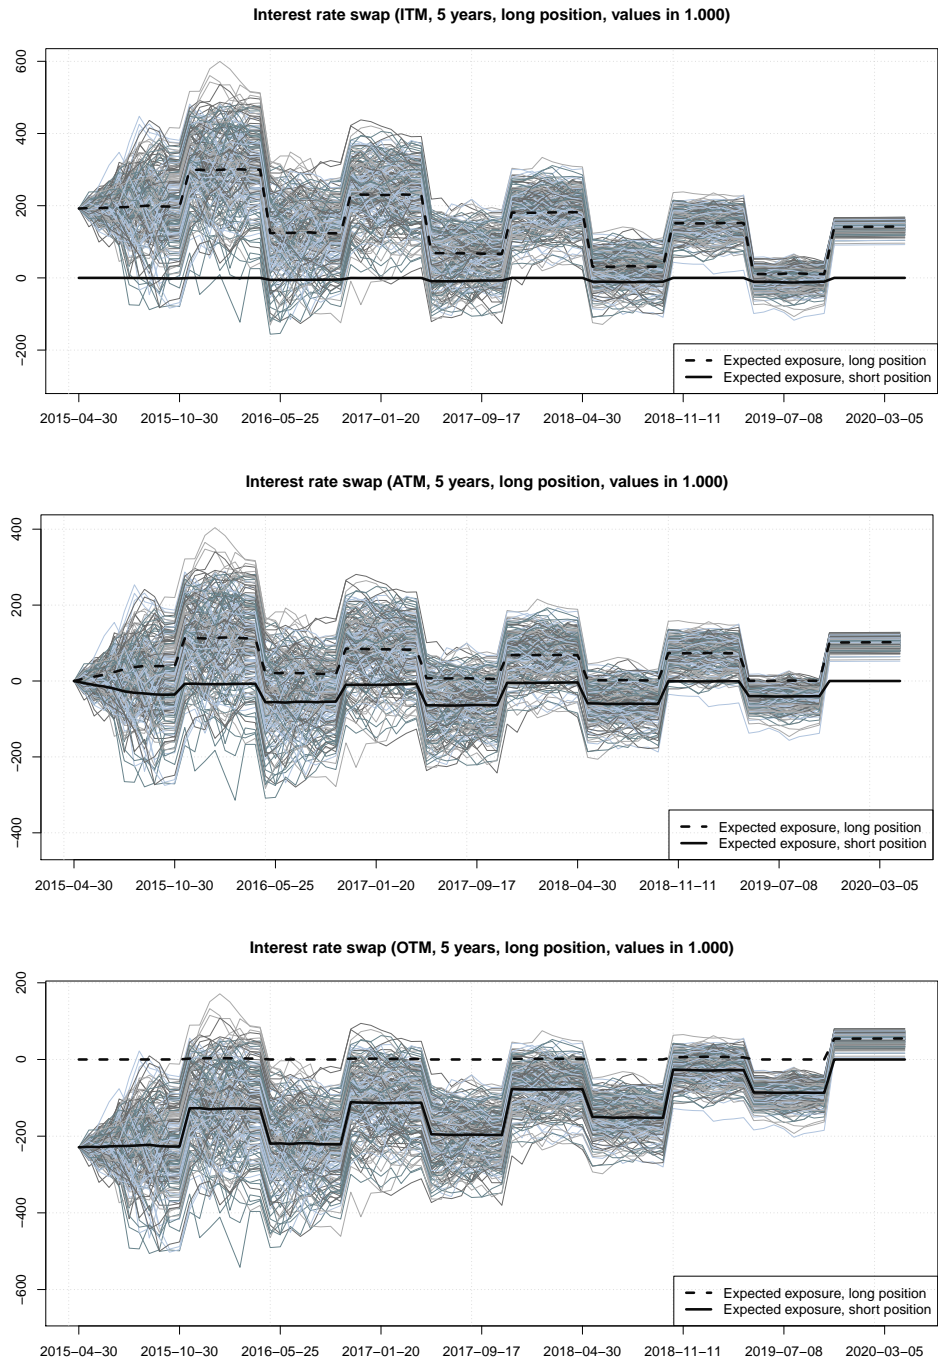 Interest rate swap (ITM, 5 years, long position, values in 1.000)
600
400
200
0
−200
Expected exposure, long position
Expected exposure, short position
2015−04−30 2015−10−30 2016−05−25 2017−01−20 2017−09−17 2018−04−30 2018−11−11 2019−07−08 2020−03−05
Interest rate swap (ATM, 5 years, long position, values in 1.000)
400
200
0
−200
−400
Expected exposure, long position
Expected exposure, short position
2015−04−30 2015−10−30 2016−05−25 2017−01−20 2017−09−17 2018−04−30 2018−11−11 2019−07−08 2020−03−05
Interest rate swap (OTM, 5 years, long position, values in 1.000)
200
0
−200
−400
−600
Expected exposure, long position
Expected exposure, short position
2015−04−30 2015−10−30 2016−05−25 2017−01−20 2017−09−17 2018−04−30 2018−11−11 2019−07−08 2020−03−05